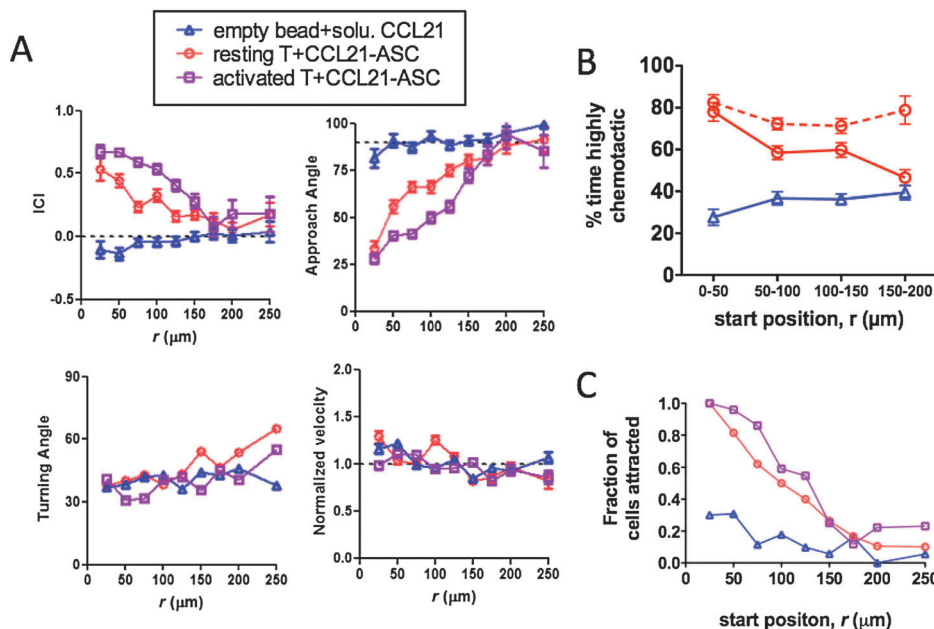 A
empty bead+solu. CCL21
resting T+CCL21-ASC
activated T+CCL21-ASC
ICI
1.0
0.5
0.0
-0.5
0 50 100 150 200 250
r (µm)
Approach Angle
100
75
50
25
0
0 50 100 150 200 250
Turning Angle
90
60
30
0
0 50 100 150 200 250
r (µm)
Normalized velocity
2.0
1.5
1.0
0.5
0.0
0 50 100 150 200 250
r (µm)
B
% time highly
chemotactic
100
80
60
40
20
0
0-50 50-100 100-150 150-200
start position, r (µm)
C
Fraction of
cells attracted
1.0
0.8
0.6
0.4
0.2
0.0
0 50 100 150 200 250
start positon, r (µm)